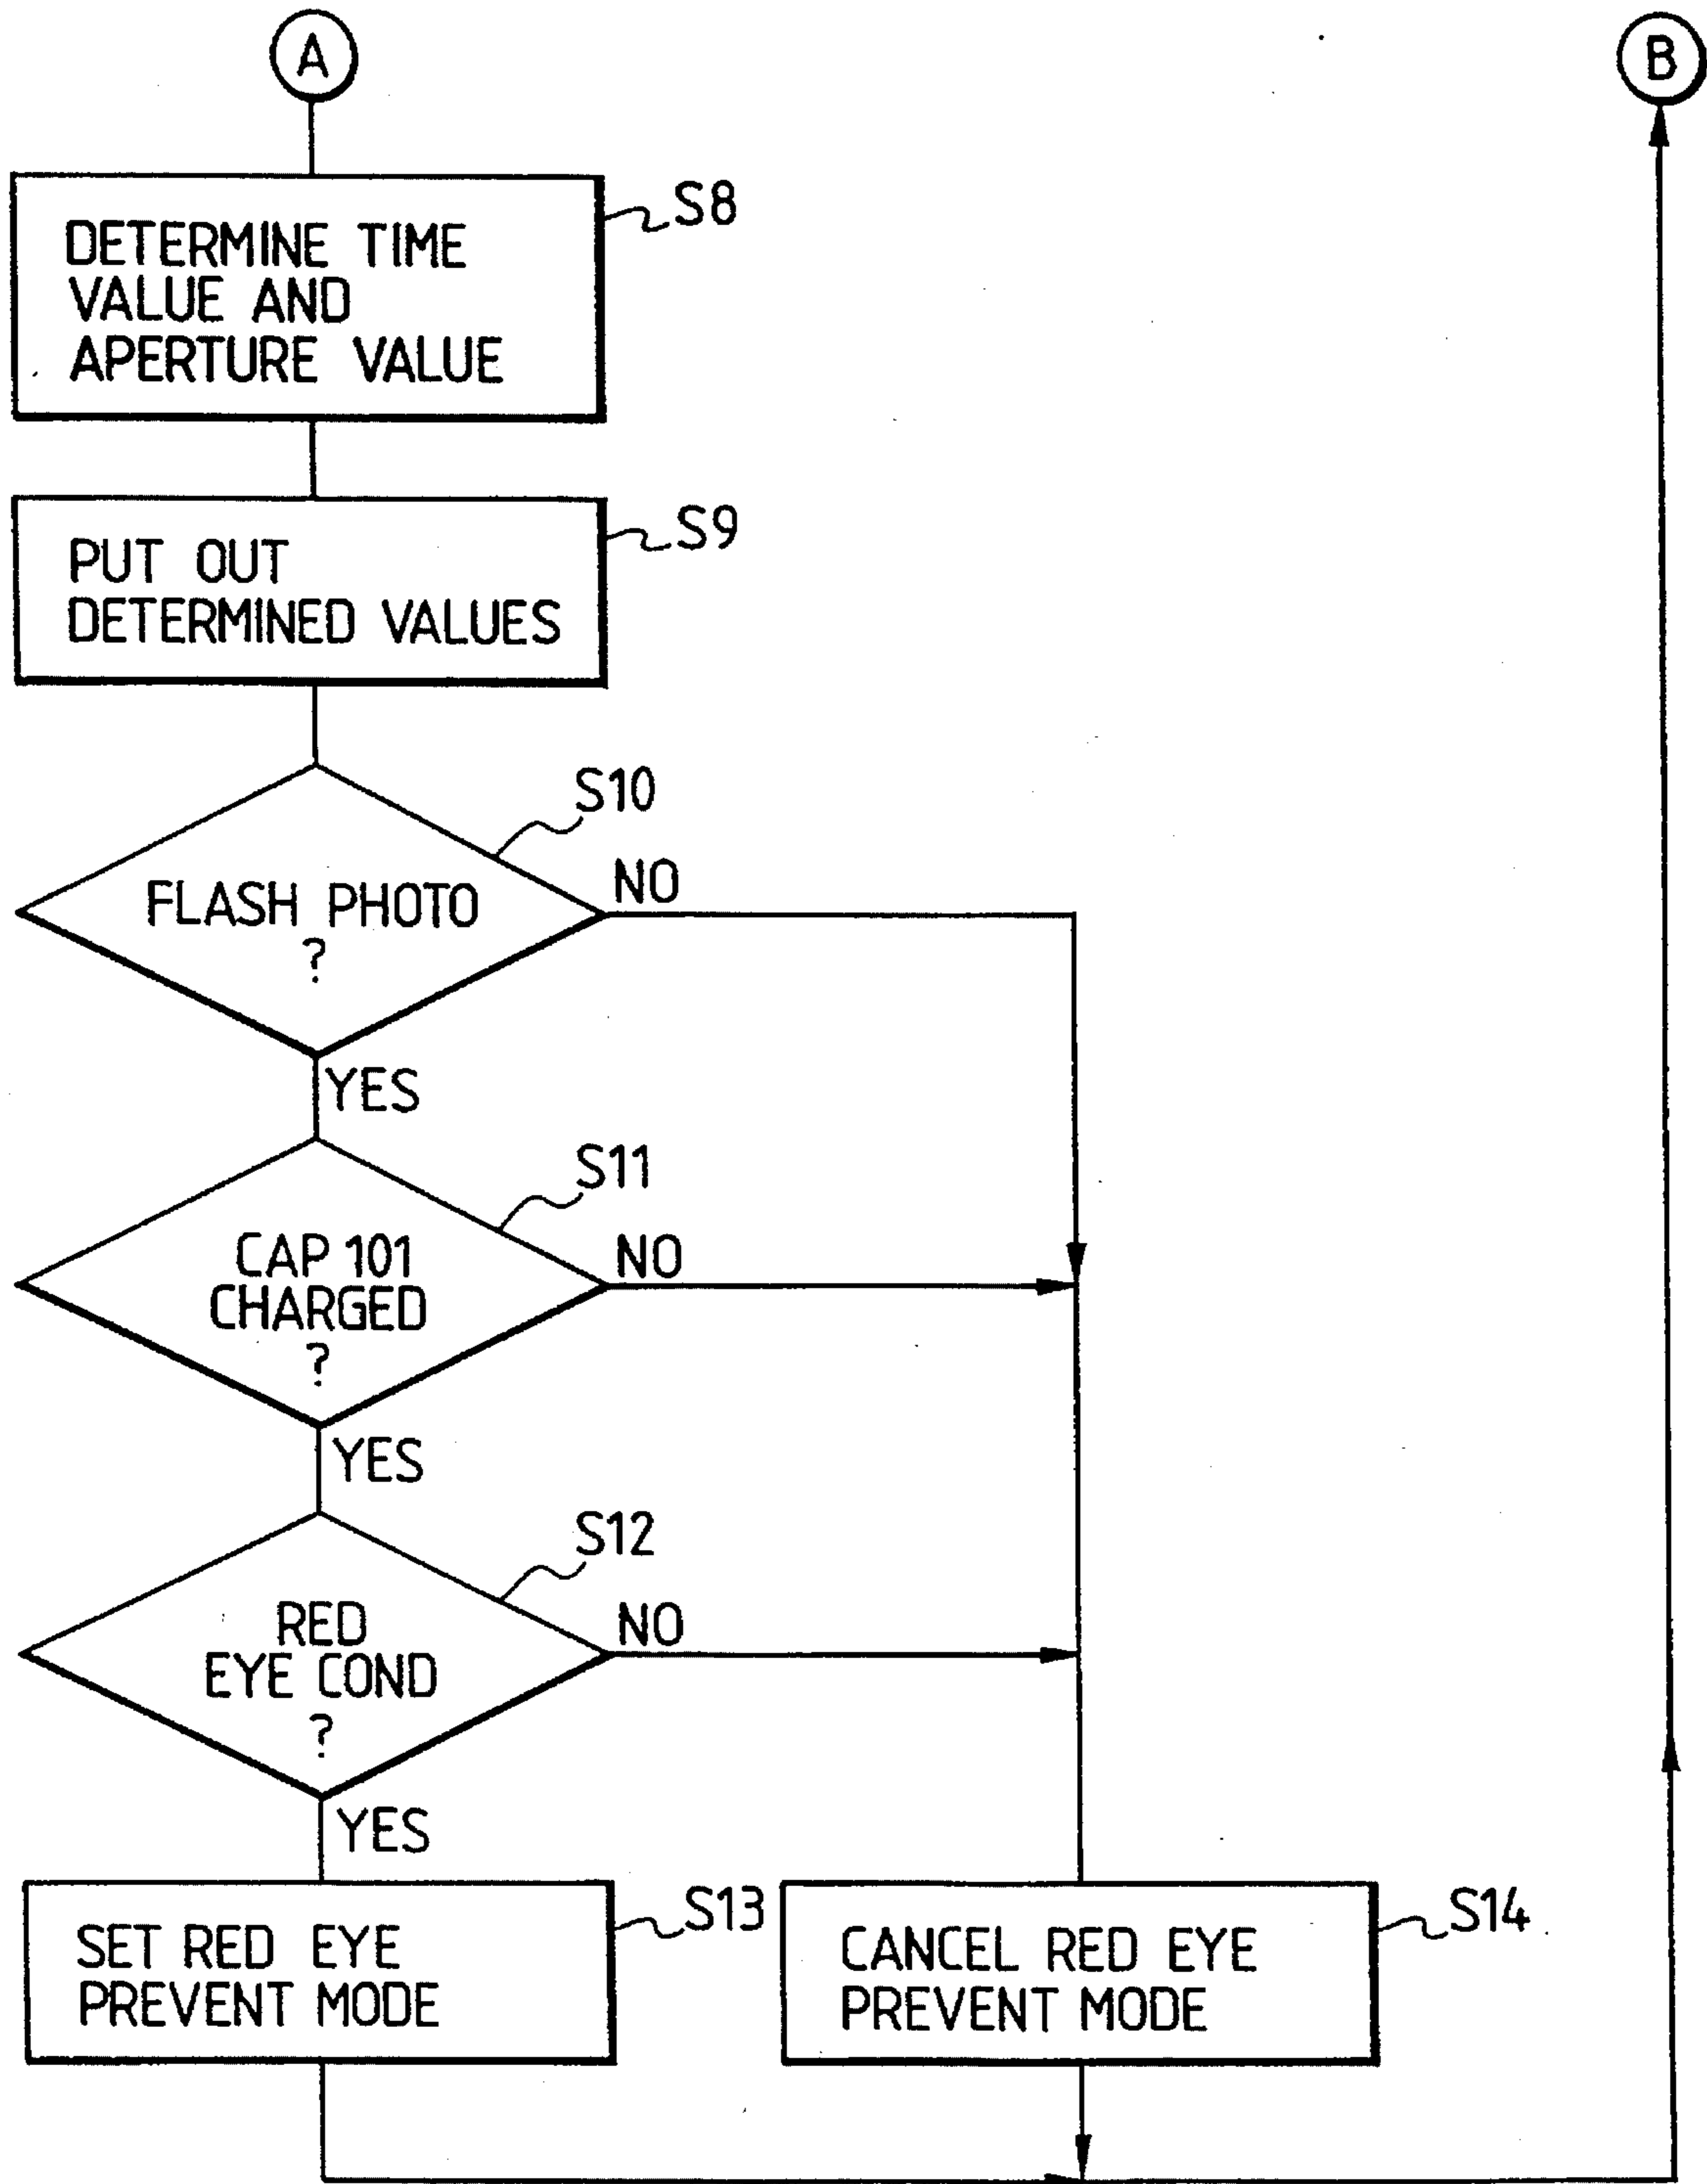 A
B
S8
DETERMINE TIME
VALUE AND
APERTURE VALUE
S9
PUT OUT
DETERMINED VALUES
S10
FLASH PHOTO
?
NO
YES
S11
CAP 101
CHARGED
?
NO
YES
S12
RED
EYE COND
?
NO
YES
S13
SET RED EYE
PREVENT MODE
S14
CANCEL RED EYE
PREVENT MODE